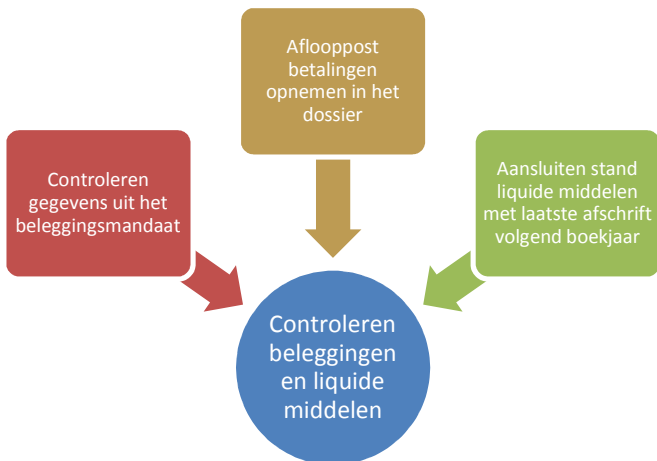 Aflooppost
betalingen
opnemen in het
dossier
Controleren
gegevens uit het
beleggingsmandaat
Aansluiten stand
liquide middelen
met laatste afschrift
volgend boekjaar
Controleren
beleggingen
en liquide
middelen